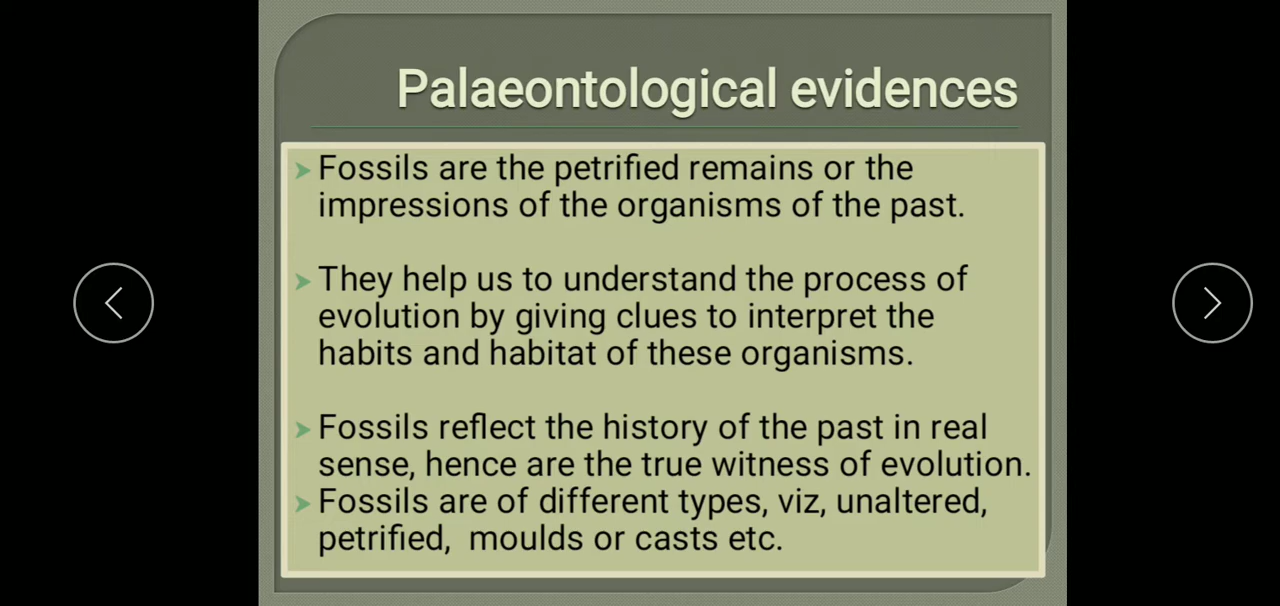 Palaeontological evidences
➤ Fossils are the petrified remains or the
impressions of the organisms of the past.
➤ They help us to understand the process of
evolution by giving clues to interpret the
habits and habitat of these organisms.
➤ Fossils reflect the history of the past in real
sense, hence are the true witness of evolution.
➤ Fossils are of different types, viz, unaltered,
petrified,  moulds or casts etc.